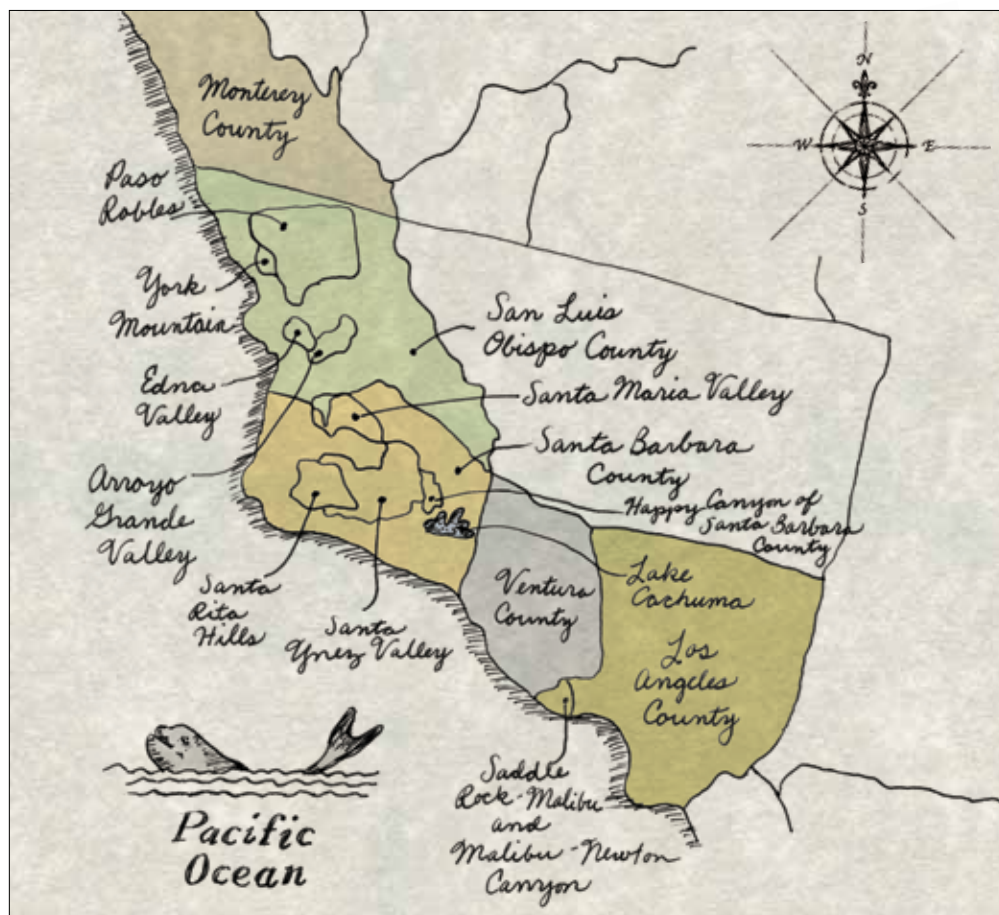 Monterey
County
N
W
E
S
Paso
Robles
York
Mountain
San Luis
Obispo County
Edna
Valley
Santa Maria Valley
Santa Barbara
County
Arroyo
Grande
Valley
Happy Canyon of
Santa Barbara
County
Lake
Cachuma
Ventura
County
Santa
Rita
Hills
Santa
Ynez Valley
Los
Angeles
County
Saddle
Rock-Malibu
and
Malibu-Newton
Canyon
Pacific
Ocean